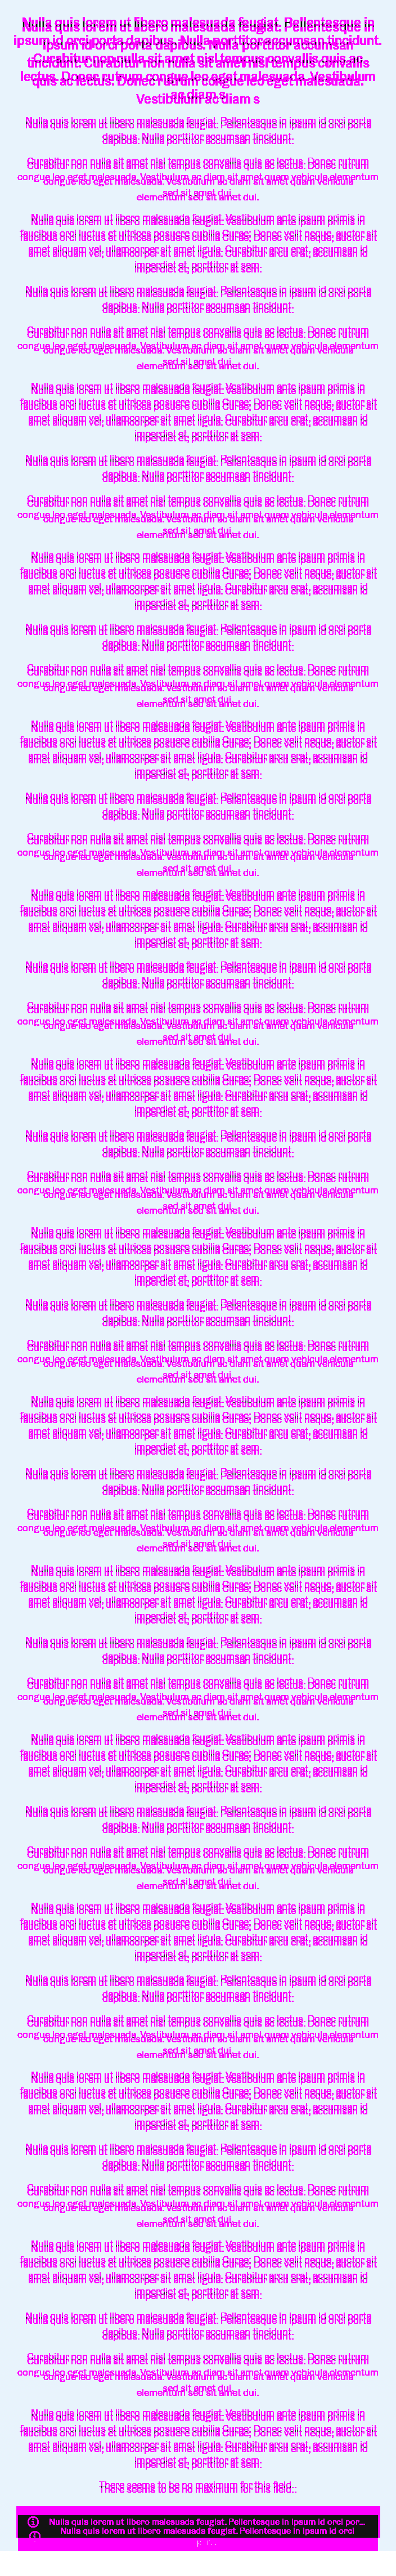 Nulla quis lorem ut libero malesuada feugiat. Pellentesque in
ipsum id orci porta dapibus. Nulla porttitor accumsan tincidunt.
Curabitur non nulla sit amet nisl tempus convallis quis ac
lectus. Donec rutrum congue leo eget malesuada. Vestibulum
ac diam s
Nulla quis lorem ut libero malesuada feugiat. Pellentesque in ipsum id orci porta
dapibus. Nulla porttitor accumsan tincidunt.
Curabitur non nulla sit amet nisl tempus convallis quis ac lectus. Donec rutrum
congue leo eget malesuada. Vestibulum ac diam sit amet quam vehicula elementum
sed sit amet dui.
Nulla quis lorem ut libero malesuada feugiat. Vestibulum ante ipsum primis in
faucibus orci luctus et ultrices posuere cubilia Curae; Donec velit neque, auctor sit
amet aliquam vel, ullamcorper sit amet ligula. Curabitur arcu erat, accumsan id
imperdiet et, porttitor at sem.
Nulla quis lorem ut libero malesuada feugiat. Pellentesque in ipsum id orci porta
dapibus. Nulla porttitor accumsan tincidunt.
Curabitur non nulla sit amet nisl tempus convallis quis ac lectus. Donec rutrum
congue leo eget malesuada. Vestibulum ac diam sit amet quam vehicula elementum
sed sit amet dui.
Nulla quis lorem ut libero malesuada feugiat. Vestibulum ante ipsum primis in
faucibus orci luctus et ultrices posuere cubilia Curae; Donec velit neque, auctor sit
amet aliquam vel, ullamcorper sit amet ligula. Curabitur arcu erat, accumsan id
imperdiet et, porttitor at sem.
Nulla quis lorem ut libero malesuada feugiat. Pellentesque in ipsum id orci porta
dapibus. Nulla porttitor accumsan tincidunt.
Curabitur non nulla sit amet nisl tempus convallis quis ac lectus. Donec rutrum
congue leo eget malesuada. Vestibulum ac diam sit amet quam vehicula elementum
sed sit amet dui.
Nulla quis lorem ut libero malesuada feugiat. Vestibulum ante ipsum primis in
faucibus orci luctus et ultrices posuere cubilia Curae; Donec velit neque, auctor sit
amet aliquam vel, ullamcorper sit amet ligula. Curabitur arcu erat, accumsan id
imperdiet et, porttitor at sem.
Nulla quis lorem ut libero malesuada feugiat. Pellentesque in ipsum id orci porta
dapibus. Nulla porttitor accumsan tincidunt.
Curabitur non nulla sit amet nisl tempus convallis quis ac lectus. Donec rutrum
congue leo eget malesuada. Vestibulum ac diam sit amet quam vehicula elementum
sed sit amet dui.
Nulla quis lorem ut libero malesuada feugiat. Vestibulum ante ipsum primis in
faucibus orci luctus et ultrices posuere cubilia Curae; Donec velit neque, auctor sit
amet aliquam vel, ullamcorper sit amet ligula. Curabitur arcu erat, accumsan id
imperdiet et, porttitor at sem.
Nulla quis lorem ut libero malesuada feugiat. Pellentesque in ipsum id orci porta
dapibus. Nulla porttitor accumsan tincidunt.
Curabitur non nulla sit amet nisl tempus convallis quis ac lectus. Donec rutrum
congue leo eget malesuada. Vestibulum ac diam sit amet quam vehicula elementum
sed sit amet dui.
Nulla quis lorem ut libero malesuada feugiat. Vestibulum ante ipsum primis in
faucibus orci luctus et ultrices posuere cubilia Curae; Donec velit neque, auctor sit
amet aliquam vel, ullamcorper sit amet ligula. Curabitur arcu erat, accumsan id
imperdiet et, porttitor at sem.
Nulla quis lorem ut libero malesuada feugiat. Pellentesque in ipsum id orci porta
dapibus. Nulla porttitor accumsan tincidunt.
Curabitur non nulla sit amet nisl tempus convallis quis ac lectus. Donec rutrum
congue leo eget malesuada. Vestibulum ac diam sit amet quam vehicula elementum
sed sit amet dui.
Nulla quis lorem ut libero malesuada feugiat. Vestibulum ante ipsum primis in
faucibus orci luctus et ultrices posuere cubilia Curae; Donec velit neque, auctor sit
amet aliquam vel, ullamcorper sit amet ligula. Curabitur arcu erat, accumsan id
imperdiet et, porttitor at sem.
Nulla quis lorem ut libero malesuada feugiat. Pellentesque in ipsum id orci porta
dapibus. Nulla porttitor accumsan tincidunt.
Curabitur non nulla sit amet nisl tempus convallis quis ac lectus. Donec rutrum
congue leo eget malesuada. Vestibulum ac diam sit amet quam vehicula elementum
sed sit amet dui.
Nulla quis lorem ut libero malesuada feugiat. Vestibulum ante ipsum primis in
faucibus orci luctus et ultrices posuere cubilia Curae; Donec velit neque, auctor sit
amet aliquam vel, ullamcorper sit amet ligula. Curabitur arcu erat, accumsan id
imperdiet et, porttitor at sem.
Nulla quis lorem ut libero malesuada feugiat. Pellentesque in ipsum id orci porta
dapibus. Nulla porttitor accumsan tincidunt.
Curabitur non nulla sit amet nisl tempus convallis quis ac lectus. Donec rutrum
congue leo eget malesuada. Vestibulum ac diam sit amet quam vehicula elementum
sed sit amet dui.
Nulla quis lorem ut libero malesuada feugiat. Vestibulum ante ipsum primis in
faucibus orci luctus et ultrices posuere cubilia Curae; Donec velit neque, auctor sit
amet aliquam vel, ullamcorper sit amet ligula. Curabitur arcu erat, accumsan id
imperdiet et, porttitor at sem.
Nulla quis lorem ut libero malesuada feugiat. Pellentesque in ipsum id orci porta
dapibus. Nulla porttitor accumsan tincidunt.
Curabitur non nulla sit amet nisl tempus convallis quis ac lectus. Donec rutrum
congue leo eget malesuada. Vestibulum ac diam sit amet quam vehicula elementum
sed sit amet dui.
Nulla quis lorem ut libero malesuada feugiat. Vestibulum ante ipsum primis in
faucibus orci luctus et ultrices posuere cubilia Curae; Donec velit neque, auctor sit
amet aliquam vel, ullamcorper sit amet ligula. Curabitur arcu erat, accumsan id
imperdiet et, porttitor at sem.
Nulla quis lorem ut libero malesuada feugiat. Pellentesque in ipsum id orci porta
dapibus. Nulla porttitor accumsan tincidunt.
Curabitur non nulla sit amet nisl tempus convallis quis ac lectus. Donec rutrum
congue leo eget malesuada. Vestibulum ac diam sit amet quam vehicula elementum
sed sit amet dui.
Nulla quis lorem ut libero malesuada feugiat. Vestibulum ante ipsum primis in
faucibus orci luctus et ultrices posuere cubilia Curae; Donec velit neque, auctor sit
amet aliquam vel, ullamcorper sit amet ligula. Curabitur arcu erat, accumsan id
imperdiet et, porttitor at sem.
Nulla quis lorem ut libero malesuada feugiat. Pellentesque in ipsum id orci porta
dapibus. Nulla porttitor accumsan tincidunt.
Curabitur non nulla sit amet nisl tempus convallis quis ac lectus. Donec rutrum
congue leo eget malesuada. Vestibulum ac diam sit amet quam vehicula elementum
sed sit amet dui.
Nulla quis lorem ut libero malesuada feugiat. Vestibulum ante ipsum primis in
faucibus orci luctus et ultrices posuere cubilia Curae; Donec velit neque, auctor sit
amet aliquam vel, ullamcorper sit amet ligula. Curabitur arcu erat, accumsan id
imperdiet et, porttitor at sem.
Nulla quis lorem ut libero malesuada feugiat. Pellentesque in ipsum id orci porta
dapibus. Nulla porttitor accumsan tincidunt.
Curabitur non nulla sit amet nisl tempus convallis quis ac lectus. Donec rutrum
congue leo eget malesuada. Vestibulum ac diam sit amet quam vehicula elementum
sed sit amet dui.
Nulla quis lorem ut libero malesuada feugiat. Vestibulum ante ipsum primis in
faucibus orci luctus et ultrices posuere cubilia Curae; Donec velit neque, auctor sit
amet aliquam vel, ullamcorper sit amet ligula. Curabitur arcu erat, accumsan id
imperdiet et, porttitor at sem.
Nulla quis lorem ut libero malesuada feugiat. Pellentesque in ipsum id orci porta
dapibus. Nulla porttitor accumsan tincidunt.
Curabitur non nulla sit amet nisl tempus convallis quis ac lectus. Donec rutrum
congue leo eget malesuada. Vestibulum ac diam sit amet quam vehicula elementum
sed sit amet dui.
Nulla quis lorem ut libero malesuada feugiat. Vestibulum ante ipsum primis in
faucibus orci luctus et ultrices posuere cubilia Curae; Donec velit neque, auctor sit
amet aliquam vel, ullamcorper sit amet ligula. Curabitur arcu erat, accumsan id
imperdiet et, porttitor at sem.
Nulla quis lorem ut libero malesuada feugiat. Pellentesque in ipsum id orci porta
dapibus. Nulla porttitor accumsan tincidunt.
Curabitur non nulla sit amet nisl tempus convallis quis ac lectus. Donec rutrum
congue leo eget malesuada. Vestibulum ac diam sit amet quam vehicula elementum
sed sit amet dui.
Nulla quis lorem ut libero malesuada feugiat. Vestibulum ante ipsum primis in
faucibus orci luctus et ultrices posuere cubilia Curae; Donec velit neque, auctor sit
amet aliquam vel, ullamcorper sit amet ligula. Curabitur arcu erat, accumsan id
imperdiet et, porttitor at sem.
There seems to be no maximum for this field..
Nulla quis lorem ut libero malesuada feugiat. Pellentesque in ipsum id orci por...
Nulla quis lorem ut libero malesuada feugiat. Pellentesque in ipsum id orci
p r...